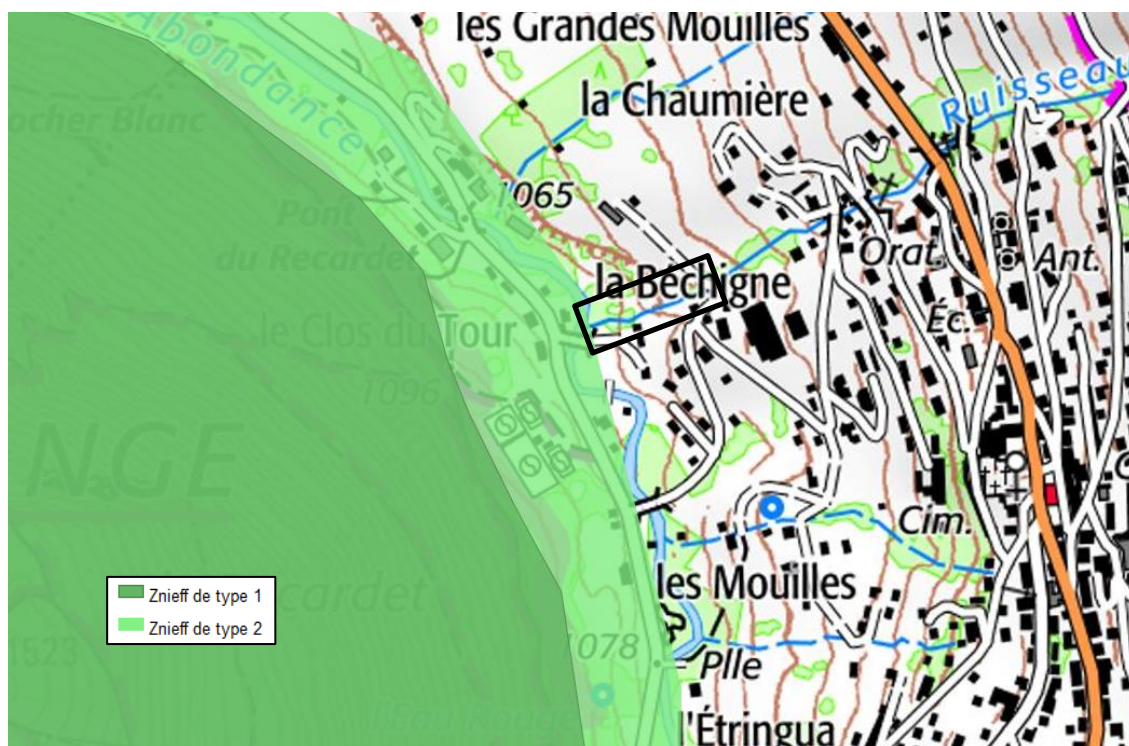 les Grandes Mouilles
Abondance
la Chaumière
Ruisseau
Rocher Blanc
1065
Pont
du Recardet
Orat.
Ant.
la Béchigne
le Clos du Tour
Éc.
1096
NGE
Cim.
les Mouilles
Znieff de type 1
Znieff de type 2
1078
1523
Plle
l'Eau Rouge
l'Étringua